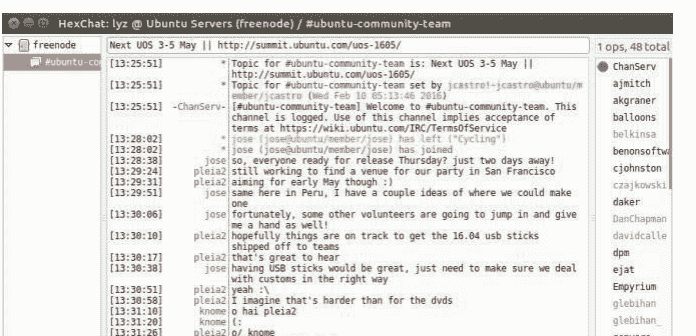 HexChat: lyz @ Ubuntu Servers (freenode) / #ubuntu-community-team
freenode
#ubuntu-co
Next UOS 3-5 May || http://summit.ubuntu.com/uos-1605/
1 ops, 48 total
[13:25:51] * Topic for #ubuntu-community-team is: Next UOS 3-5 May ||
http://summit.ubuntu.com/uos-1605/
[13:25:51] * Topic for #ubuntu-community-team set by jcastro!~jcastro@ubuntu/m
ember/jcastro (Wed Feb 10 05:13:46 2016)
[13:25:51] -ChanServ- [#ubuntu-community-team] Welcome to #ubuntu-community-team. This
channel is logged. Use of this channel implies acceptance of
terms at https://wiki.ubuntu.com/IRC/TermsOfService
[13:28:02] * jose (jose@ubuntu/member/jose) has left ("Cycling")
[13:28:02] * jose (jose@ubuntu/member/jose) has joined
[13:28:38] jose so, everyone ready for release Thursday? just two days away!
[13:29:24] pleia2 still working to find a venue for our party in San Francisco
[13:29:31] pleia2 aiming for early May though :)
[13:29:51] jose same here in Peru, I have a couple ideas of where we could make
one
[13:30:06] jose fortunately, some other volunteers are going to jump in and give
me a hand as well!
[13:30:10] pleia2 hopefully things are on track to get the 16.04 usb sticks
shipped off to teams
[13:30:17] pleia2 that's great to hear
[13:30:38] jose having USB sticks would be great, just need to make sure we deal
with customs in the right way
[13:30:51] pleia2 yeah :\
[13:30:58] pleia2 I imagine that's harder than for the dvds
[13:31:10] knome o hai pleia2
[13:31:20] knome (:
[13:31:26] pleia2 o/ knome
ChanServ
ajmitch
akgraner
balloons
belkinsa
benonsoftwa
cjohnston
czajkowski
daker
DanChapman
davidcalle
dpm
ejat
Empyrium
glebihan
glebihan_